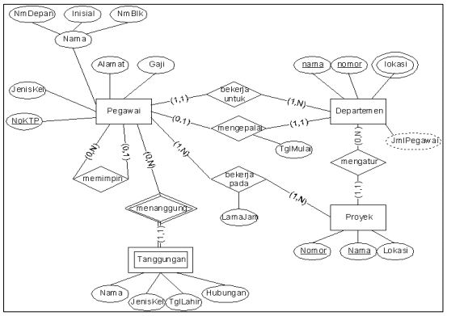 NmDepan
Inisial
NmBlk
Nama
Alamat
Gaji
nama
nomor
lokasi
JenisKel
NoKTP
Pegawai
(1,1)
bekerja
untuk
(1,N)
Departemen
(0,1)
mengepalai
(1,1)
TglMulai
JmlPegawai
(0,N)
memimpin
(0,1)
(0,N)
(1,N)
bekerja
pada
LamaJam
(1,N)
(0,N)
mengatur
(1,1)
menanggung
(1,1)
Proyek
Nomor
Nama
Lokasi
Tanggungan
Nama
JenisKel
TglLahir
Hubungan